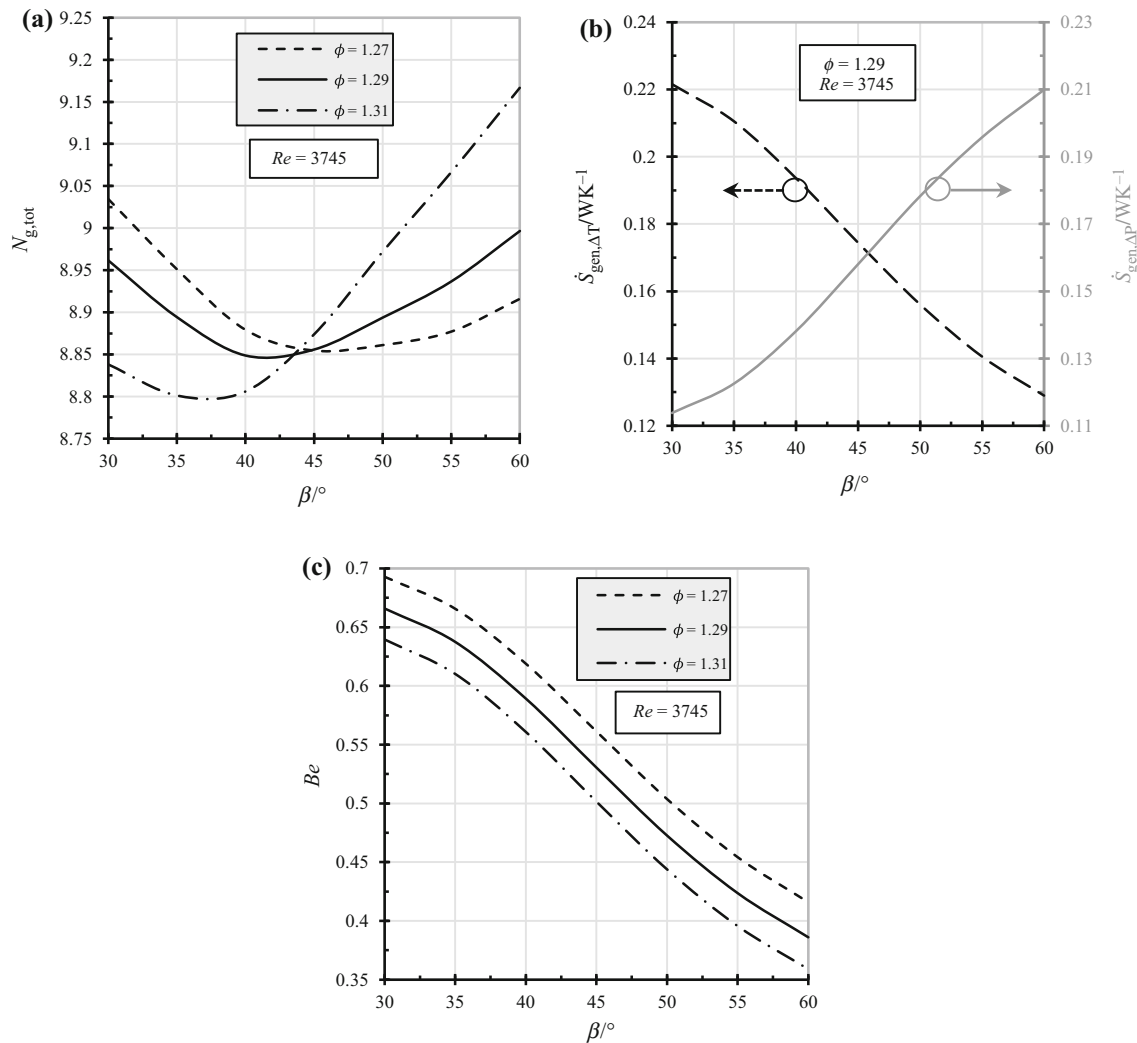 (a)
9.25
9.2
9.15
9.1
9.05
9
8.95
8.9
8.85
8.8
8.75
N_g,tot
ϕ = 1.27
ϕ = 1.29
ϕ = 1.31
Re = 3745
30 35 40 45 50 55 60
β/°
(b)
0.24
0.22
0.2
0.18
0.16
0.14
0.12
Ṡ_gen,ΔT/WK⁻¹
ϕ = 1.29
Re = 3745
0.23
0.21
0.19
0.17
0.15
0.13
0.11
Ṡ_gen,ΔP/WK⁻¹
30 35 40 45 50 55 60
β/°
(c)
0.7
0.65
0.6
0.55
0.5
0.45
0.4
0.35
Be
ϕ = 1.27
ϕ = 1.29
ϕ = 1.31
Re = 3745
30 35 40 45 50 55 60
β/°